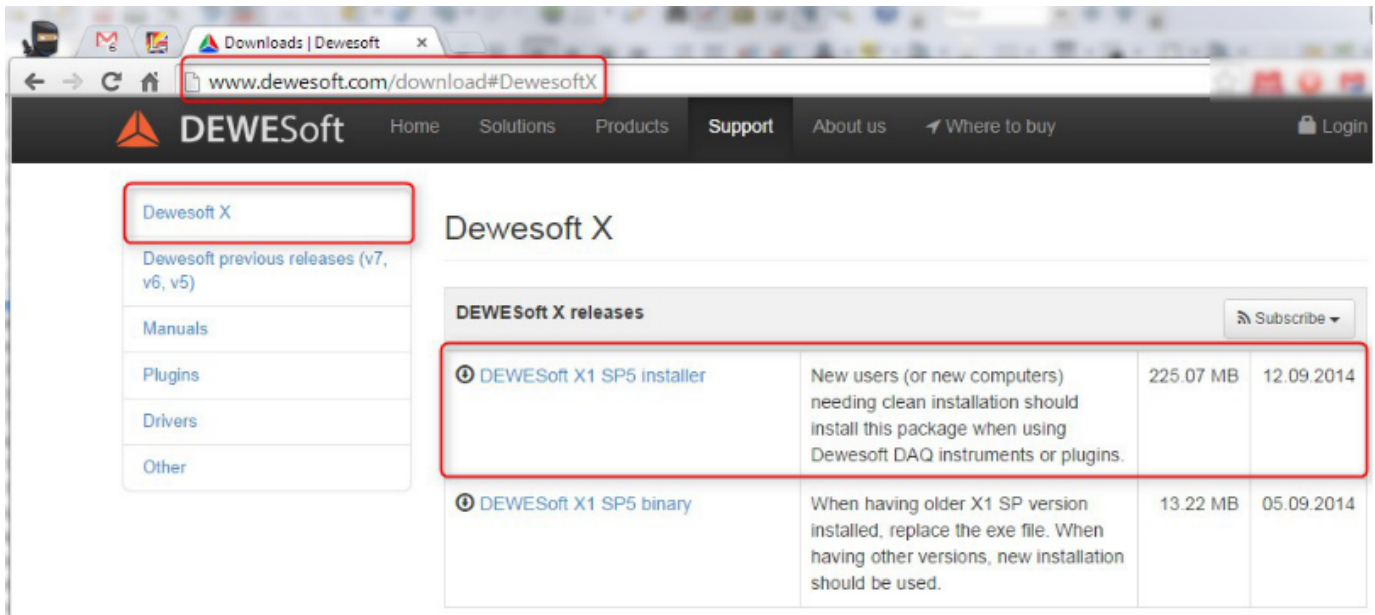 Downloads | Dewesoft
www.dewesoft.com/download#DewesoftX
DEWESoft Home Solutions Products Support About us Where to buy Login
Dewesoft X
Dewesoft previous releases (v7,
v6, v5)
Manuals
Plugins
Drivers
Other
Dewesoft X
DEWESoft X releases Subscribe
DEWESoft X1 SP5 installer New users (or new computers) 225.07 MB 12.09.2014
needing clean installation should
install this package when using
Dewesoft DAQ instruments or plugins.
DEWESoft X1 SP5 binary When having older X1 SP version 13.22 MB 05.09.2014
installed, replace the exe file. When
having other versions, new installation
should be used.